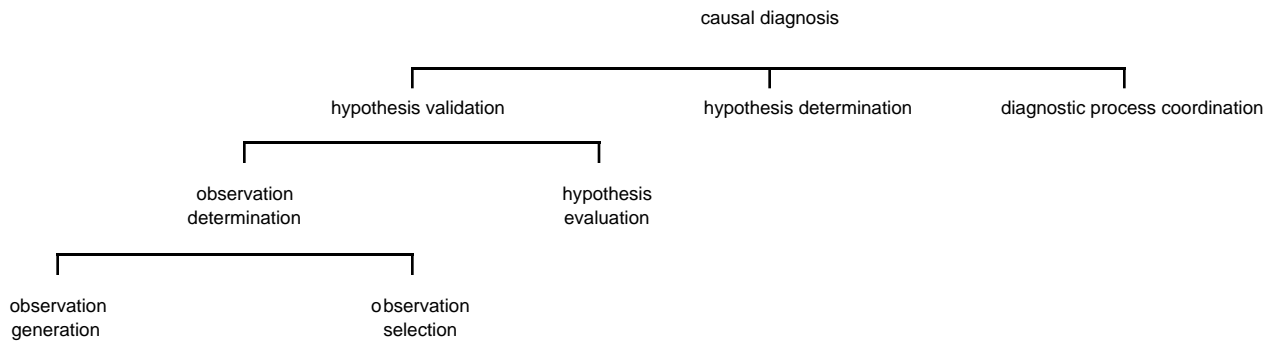 causal diagnosis
hypothesis validation
hypothesis determination
diagnostic process coordination
observation
determination
hypothesis
evaluation
observation
generation
observation
selection